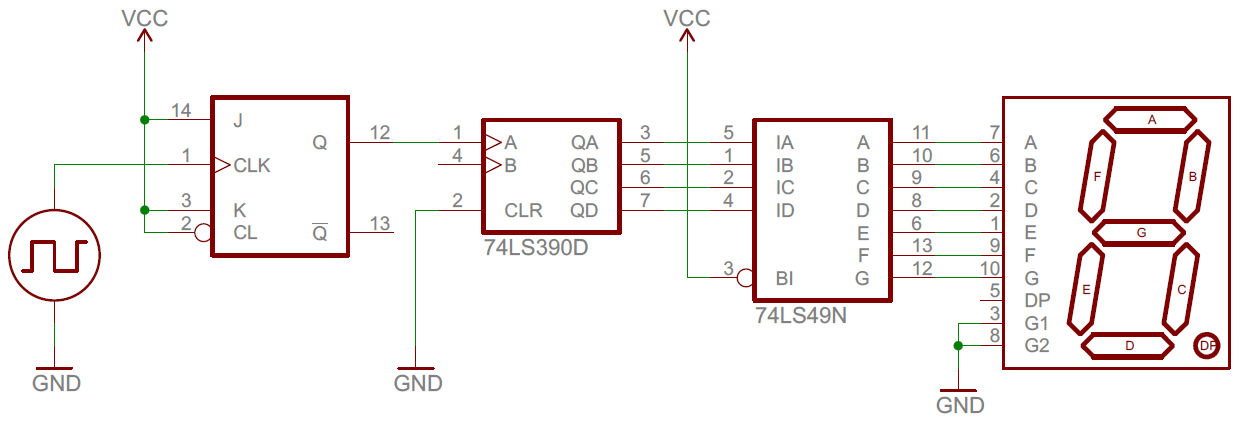 VCC
14 J
1 CLK
3 K
2 CL
Q 12
Q 13
GND
1 A
4 B
2 CLR
QA 3
QB 5
QC 6
QD 7
74LS390D
GND
VCC
5 IA
1 IB
2 IC
4 ID
3 BI
A 11
B 10
C 9
D 8
E 6
F 13
G 12
74LS49N
7 A
6 B
4 C
2 D
1 E
9 F
10 G
5 DP
3 G1
8 G2
GND
A
F
B
G
E
C
D
DP